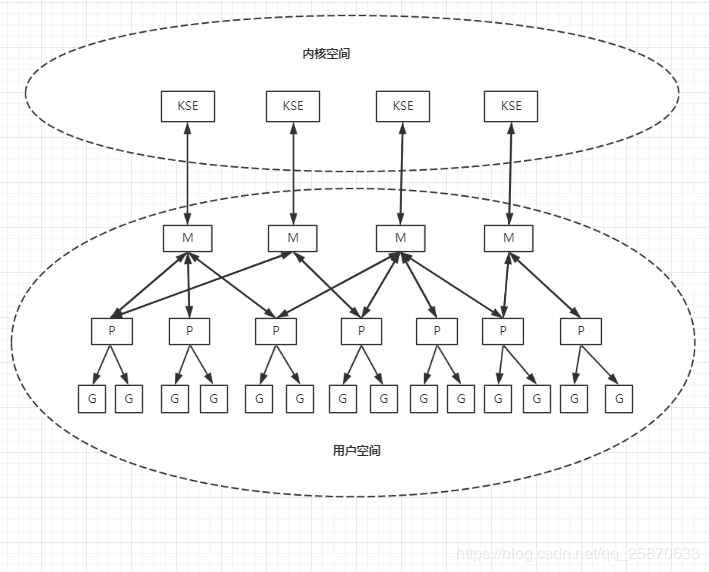 内核空间
KSE KSE KSE KSE
M M M M
P P P P P P P
G G G G G G G G G G G G G G
用户空间
https://blog.csdn.net/qq_25870633